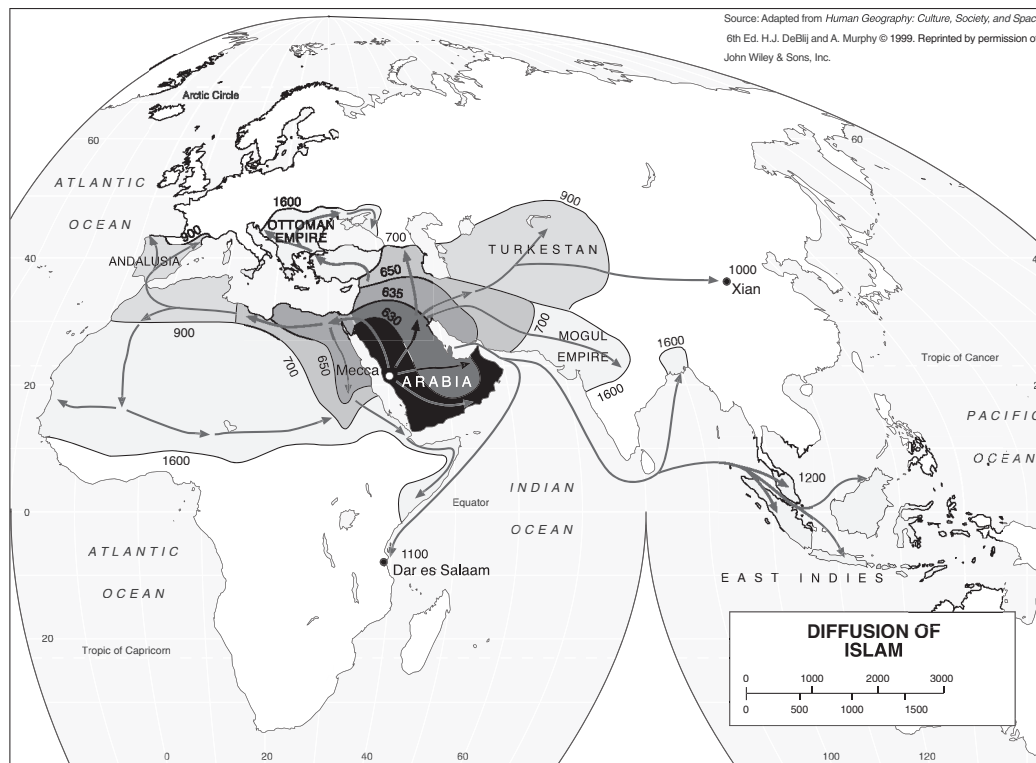 Source: Adapted from Human Geography: Culture, Society, and Spac
6th Ed. H.J. DeBlij and A. Murphy © 1999. Reprinted by permission of
John Wiley & Sons, Inc.
Arctic Circle
60
60
ATLANTIC
OCEAN
1600
OTTOMAN
EMPIRE
900
ANDALUSIA
40
700
900
TURKESTAN
1000
Xian
650
635
630
900
700
650
Mecca
ARABIA
700
MOGUL
EMPIRE
1600
1600
Tropic of Cancer
20
2
PACIFIC
OCEAN
1600
1200
INDIAN
OCEAN
Equator
0
1100
Dar es Salaam
ATLANTIC
OCEAN
EAST INDIES
20
Tropic of Capricorn
DIFFUSION OF
ISLAM
0 1000 2000 3000
0 500 1000 1500
0 20 40 60 100 120